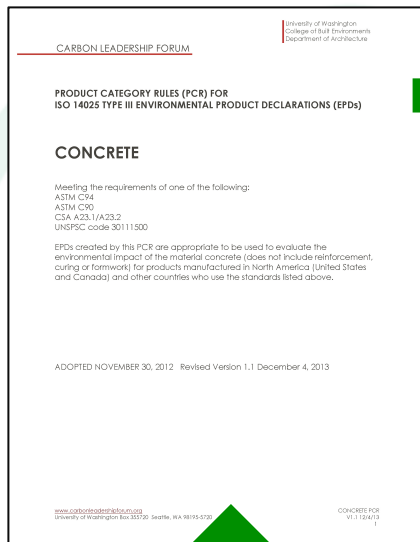 University of Washington
College of Built Environments
Department of Architecture
CARBON LEADERSHIP FORUM
PRODUCT CATEGORY RULES (PCR) FOR
ISO 14025 TYPE III ENVIRONMENTAL PRODUCT DECLARATIONS (EPDs)
CONCRETE
Meeting the requirements of one of the following:
ASTM C94
ASTM C90
CSA A23.1/A23.2
UNSPSC code 30111500
EPDs created by this PCR are appropriate to be used to evaluate the
environmental impact of the material concrete (does not include reinforcement,
curing or formwork) for products manufactured in North America (United States
and Canada) and other countries who use the standards listed above.
ADOPTED NOVEMBER 30, 2012 Revised Version 1.1 December 4, 2013
www.carbonleadershipforum.org
University of Washington Box 355720 Seattle, WA 98195-5720
CONCRETE PCR
V1.1 12/4/13
1